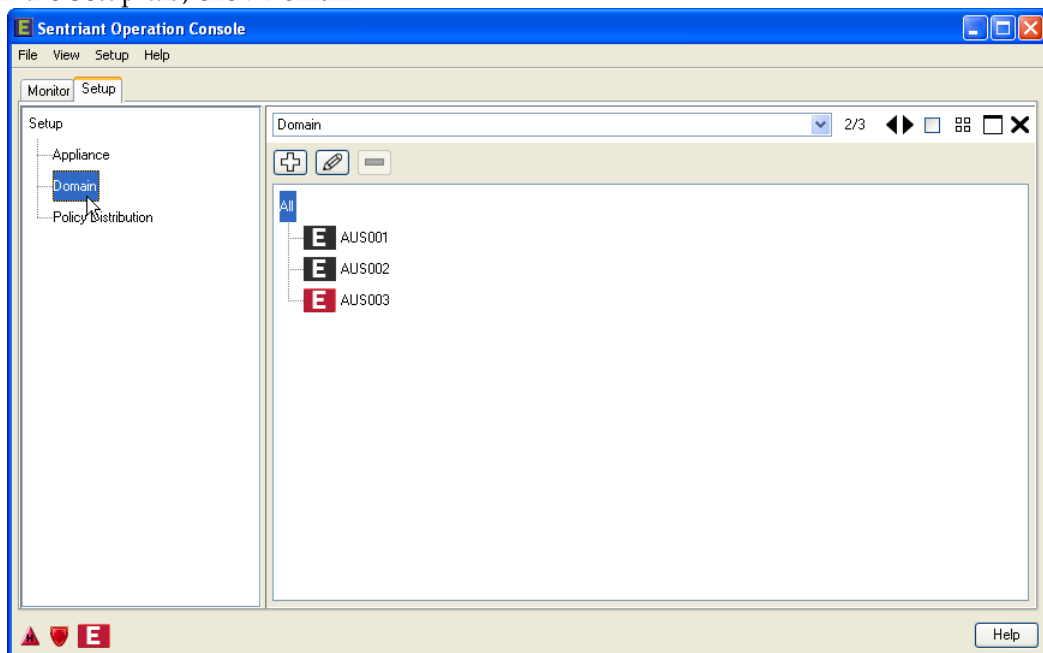 Sentriant Operation Console
File View Setup Help
Monitor Setup
Setup
Appliance
Domain
Policy Distribution
Domain 2/3
All
E AUS001
E AUS002
E AUS003
H E
Help